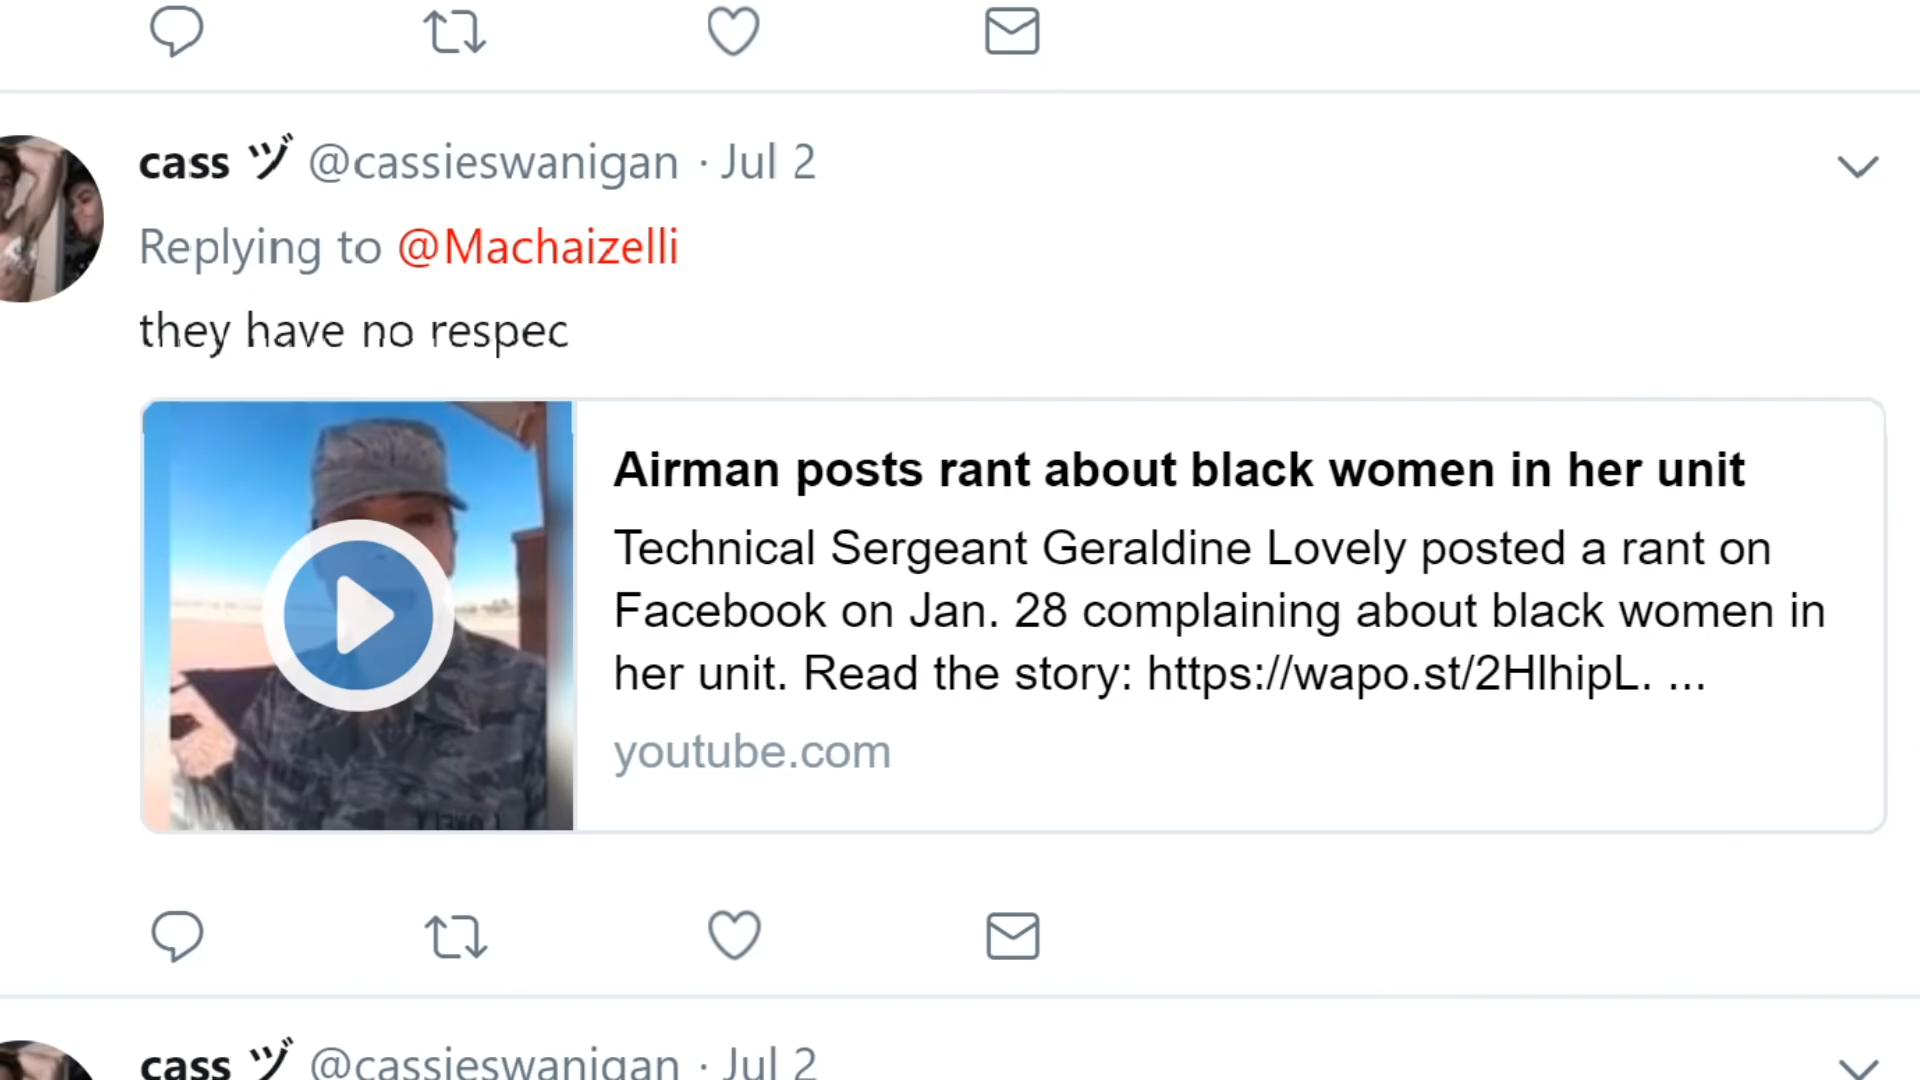 cass ヅ @cassieswanigan · Jul 2
Replying to @Machaizelli
they have no respec
Airman posts rant about black women in her unit
Technical Sergeant Geraldine Lovely posted a rant on
Facebook on Jan. 28 complaining about black women in
her unit. Read the story: https://wapo.st/2HlhipL. ...
youtube.com
cass ヅ @cassieswanigan · Jul 2